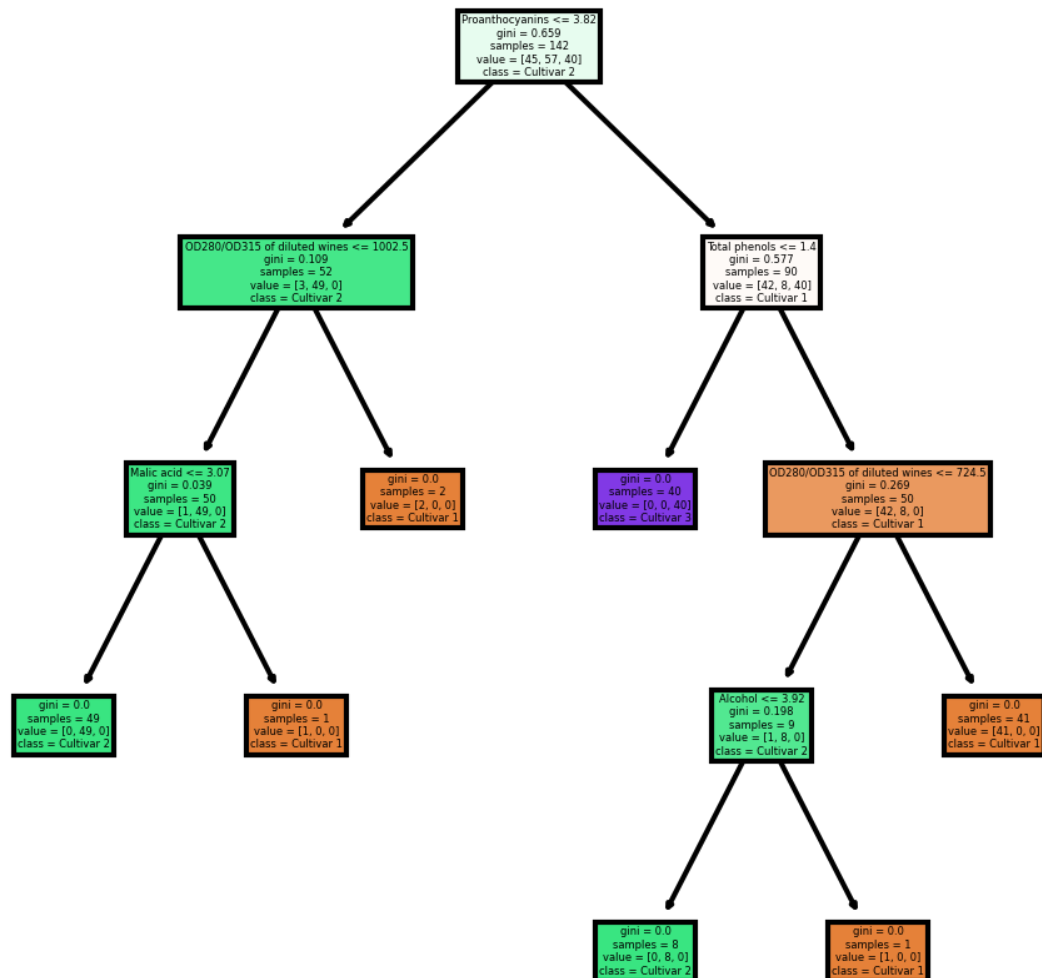 Proanthocyanins <= 3.82
gini = 0.659
samples = 142
value = [45, 57, 40]
class = Cultivar 2
OD280/OD315 of diluted wines <= 1002.5
gini = 0.109
samples = 52
value = [3, 49, 0]
class = Cultivar 2
Total phenols <= 1.4
gini = 0.577
samples = 90
value = [42, 8, 40]
class = Cultivar 1
Malic acid <= 3.07
gini = 0.039
samples = 50
value = [1, 49, 0]
class = Cultivar 2
gini = 0.0
samples = 2
value = [2, 0, 0]
class = Cultivar 1
gini = 0.0
samples = 40
value = [0, 0, 40]
class = Cultivar 3
OD280/OD315 of diluted wines <= 724.5
gini = 0.269
samples = 50
value = [42, 8, 0]
class = Cultivar 1
gini = 0.0
samples = 49
value = [0, 49, 0]
class = Cultivar 2
gini = 0.0
samples = 1
value = [1, 0, 0]
class = Cultivar 1
Alcohol <= 3.92
gini = 0.198
samples = 9
value = [1, 8, 0]
class = Cultivar 2
gini = 0.0
samples = 41
value = [41, 0, 0]
class = Cultivar 1
gini = 0.0
samples = 8
value = [0, 8, 0]
class = Cultivar 2
gini = 0.0
samples = 1
value = [1, 0, 0]
class = Cultivar 1